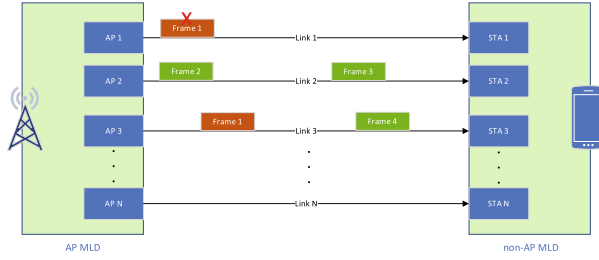 Frame 1
AP 1
Link 1
STA 1
Frame 2
Frame 3
AP 2
Link 2
STA 2
Frame 1
Frame 4
AP 3
Link 3
STA 3
AP N
Link N
STA N
AP MLD
non-AP MLD